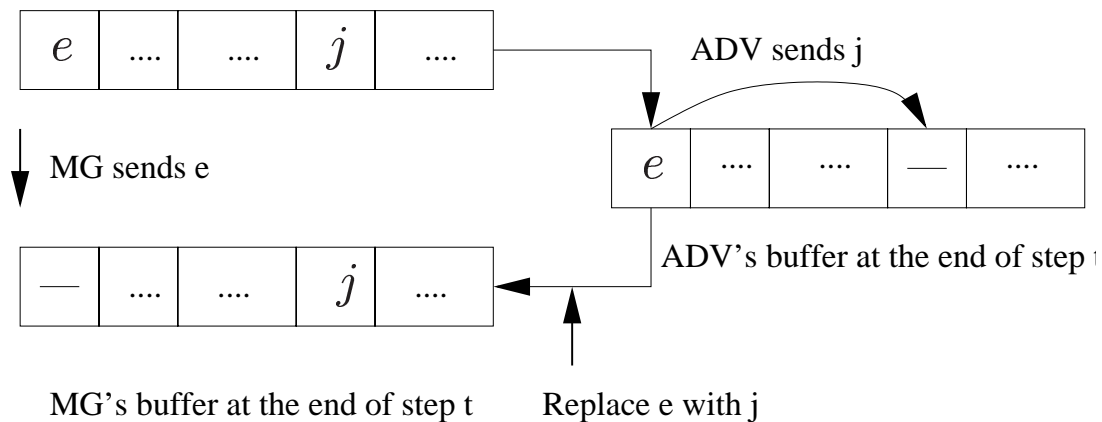 e .... .... j ....
ADV sends j
MG sends e
e .... .... — ....
ADV's buffer at the end of step t
— .... .... j ....
MG's buffer at the end of step t
Replace e with j